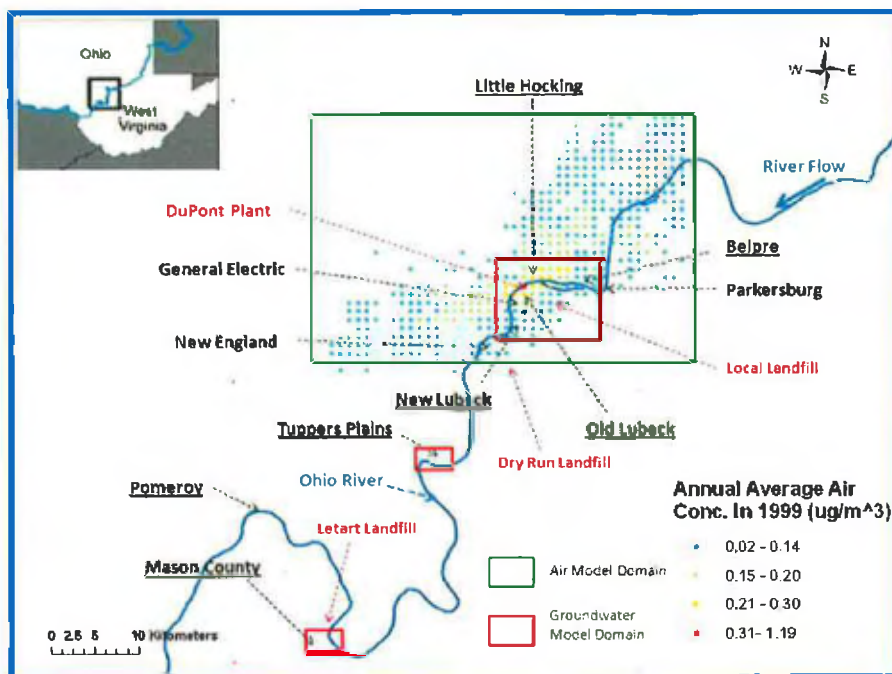 Ohio
West
Virginia
N
W
E
S
Little Hocking
River Flow
DuPont Plant
Belpre
General Electric
Parkersburg
New England
Local Landfill
New Lubeck
Old Lubeck
Tuppers Plains
Dry Run Landfill
Ohio River
Pomeroy
Letart Landfill
Mason County
Annual Average Air
Conc. In 1999 (ug/m^3)
0.02 - 0.14
0.15 - 0.20
0.21 - 0.30
0.31 - 1.19
Air Model Domain
Groundwater
Model Domain
0 2.5 5 10 Kilometers